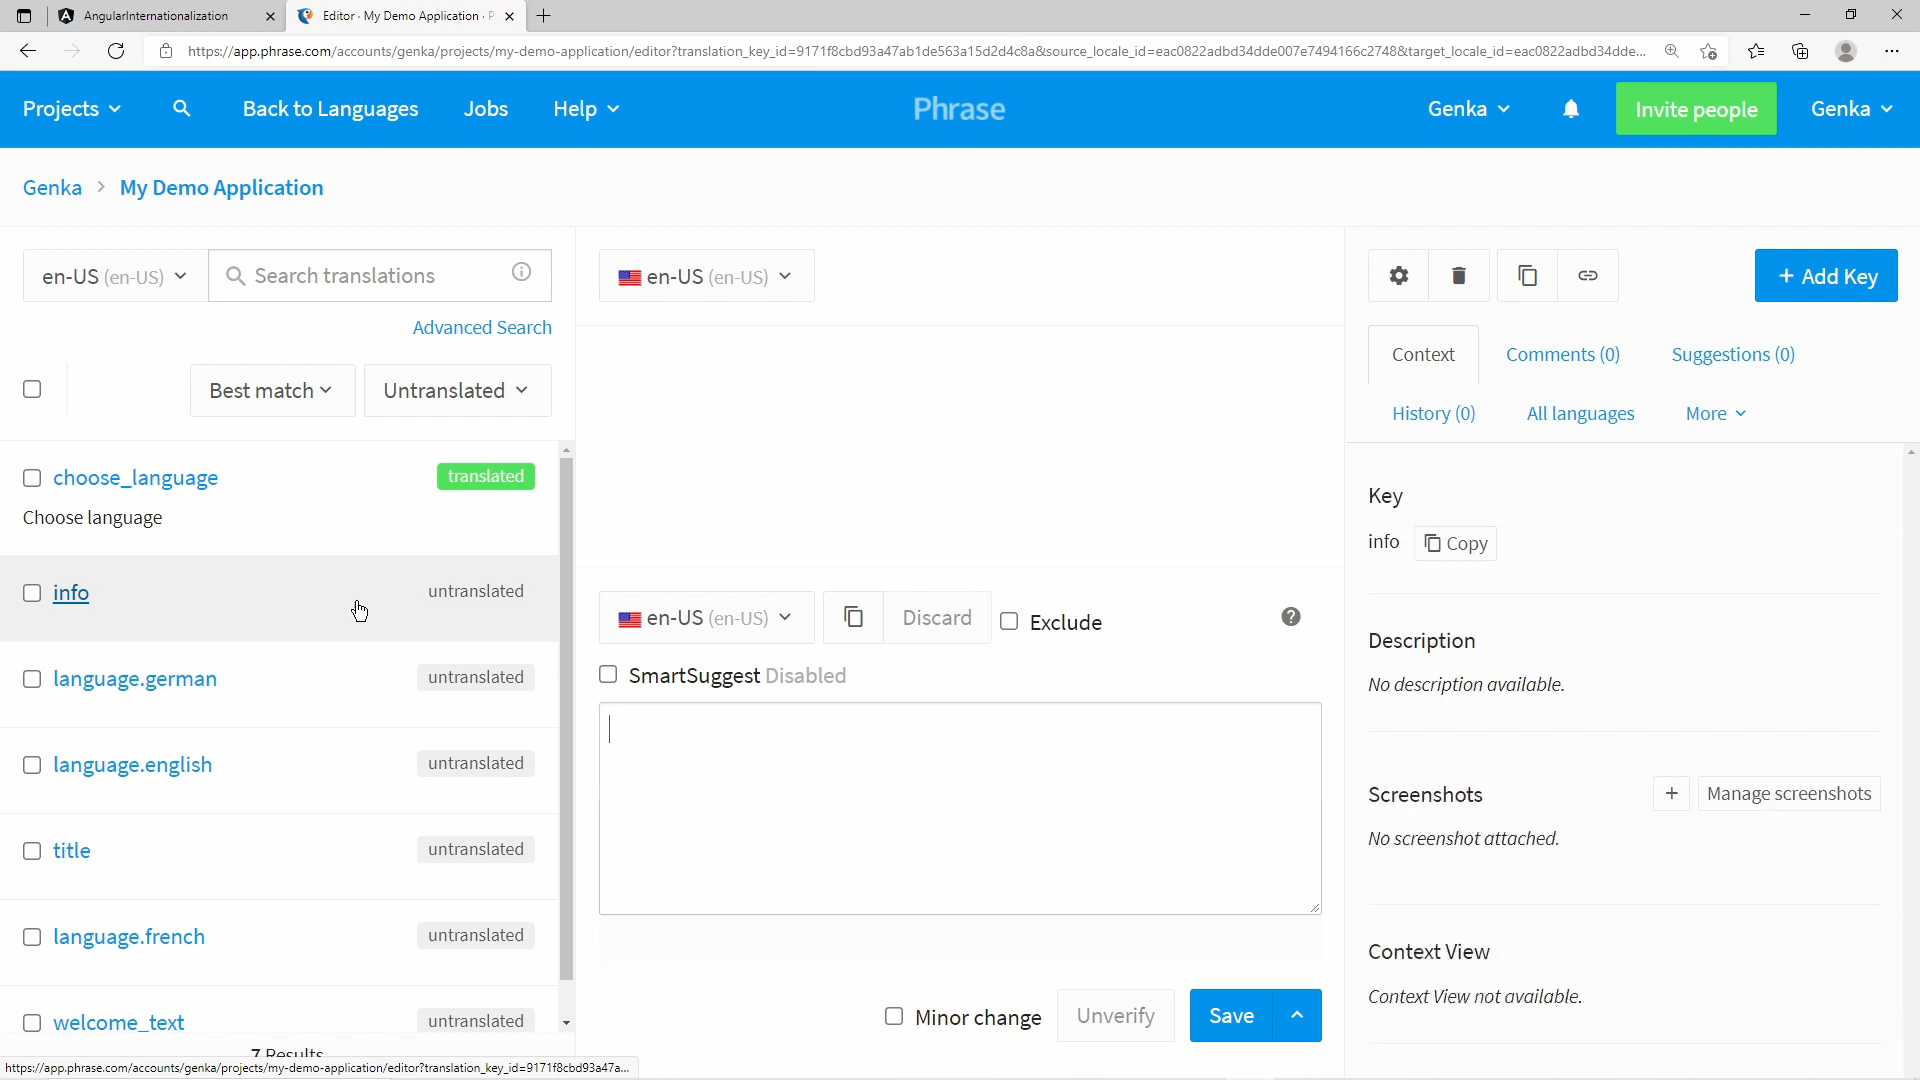 AngularInternationalization
Editor · My Demo Application · P
https://app.phrase.com/accounts/genka/projects/my-demo-application/editor?translation_key_id=9171f8cbd93a47ab1de563a15d2d4c8a&source_locale_id=eac0822adbd34dde007e7494166c2748&target_locale_id=eac0822adbd34dde...
Projects
Back to Languages
Jobs
Help
Phrase
Genka
Invite people
Genka
Genka > My Demo Application
en-US (en-US)
Search translations
Advanced Search
Best match
Untranslated
choose_language
translated
Choose language
info
untranslated
language.german
untranslated
language.english
untranslated
title
untranslated
language.french
untranslated
welcome_text
untranslated
7 Results
https://app.phrase.com/accounts/genka/projects/my-demo-application/editor?translation_key_id=9171f8cbd93a47a...
en-US (en-US)
en-US (en-US)
Discard
Exclude
SmartSuggest Disabled
Minor change
Unverify
Save
+ Add Key
Context
Comments (0)
Suggestions (0)
History (0)
All languages
More
Key
info
Copy
Description
No description available.
Screenshots
+
Manage screenshots
No screenshot attached.
Context View
Context View not available.